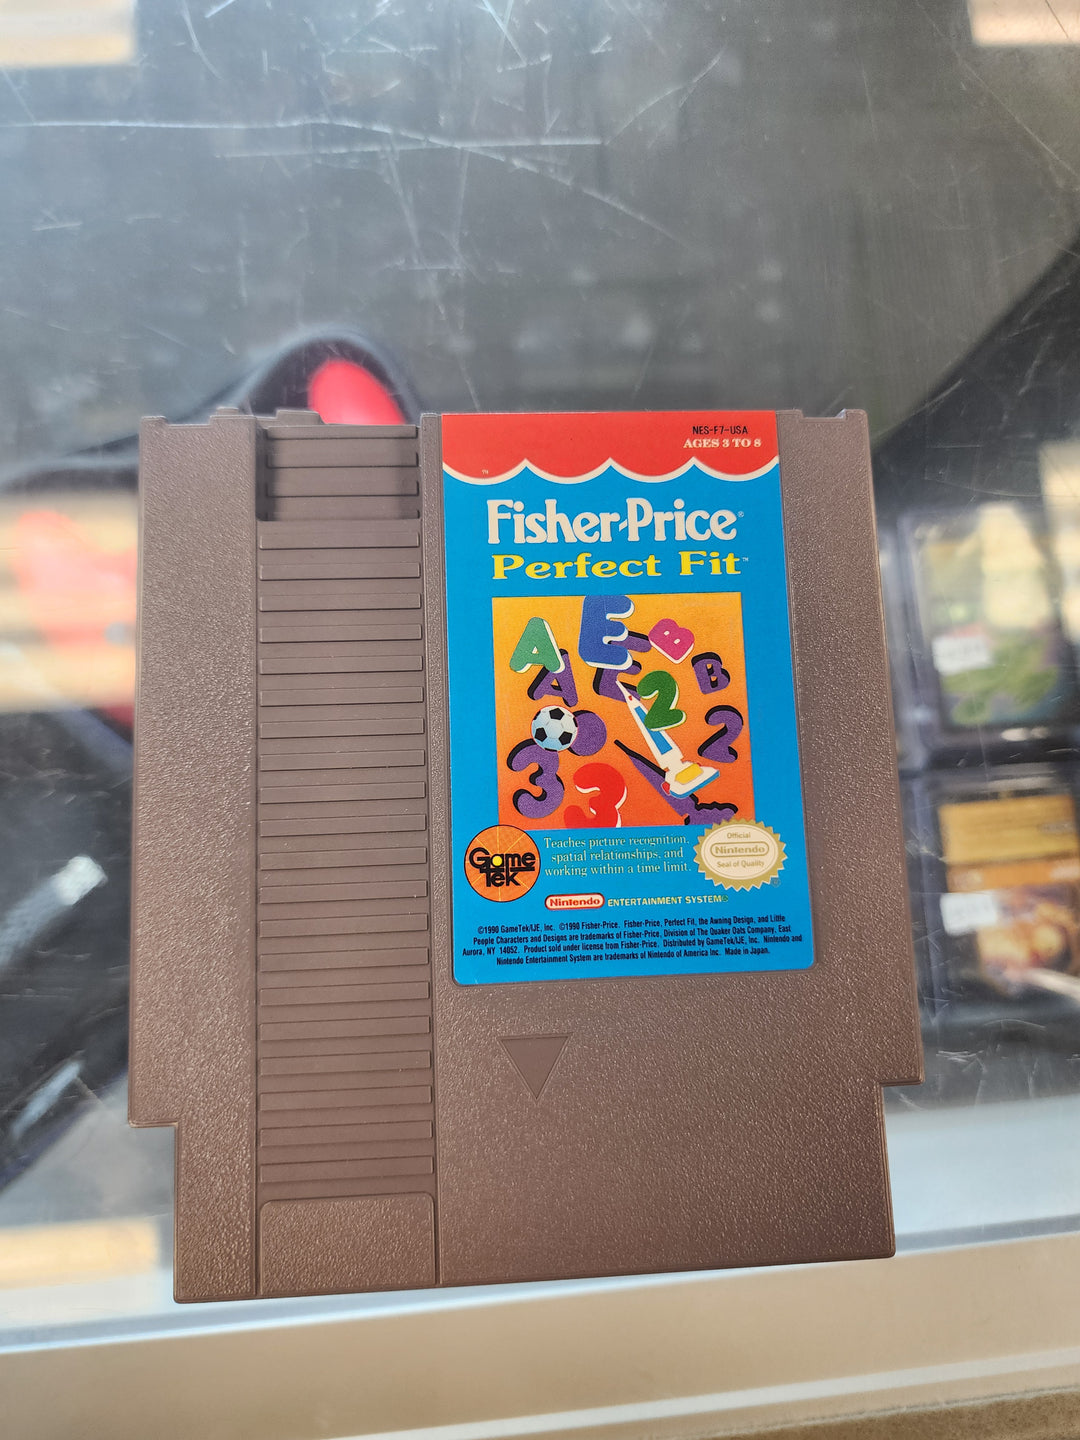 NES-F7-USA
AGES 3 TO 8
™
Fisher-Price®
Perfect Fit™
A E B
A B
2
2
3
3
Game
Tek
Teaches picture recognition,
spatial relationships, and
working within a time limit.
Official
Nintendo
Seal of Quality
Nintendo ENTERTAINMENT SYSTEM®
©1990 GameTek/IJE, Inc. ©1990 Fisher-Price. Fisher-Price, Perfect Fit, the Awning Design, and Little
People Characters and Designs are trademarks of Fisher-Price, Division of The Quaker Oats Company, East
Aurora, NY 14052. Product sold under license from Fisher-Price. Distributed by GameTek/IJE, Inc. Nintendo and
Nintendo Entertainment System are trademarks of Nintendo of America Inc. Made in Japan.